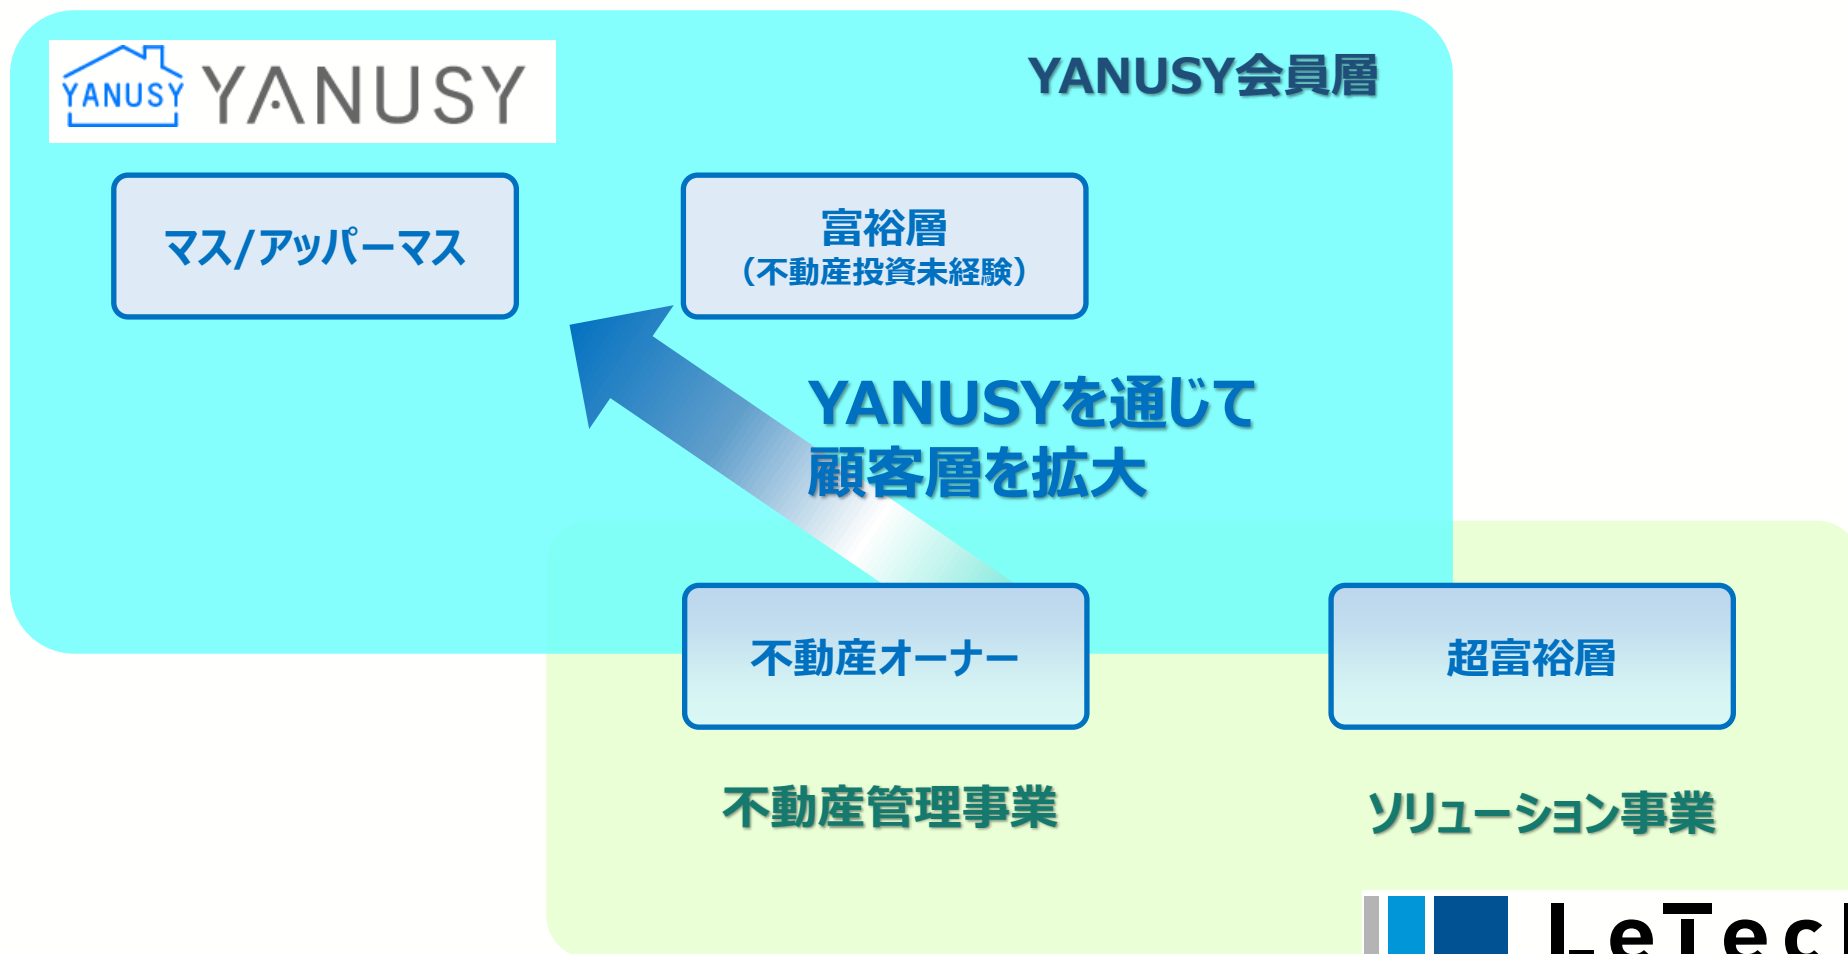 YANUSY
YANUSY
YANUSY会員層
マス/アッパーマス
富裕層
（不動産投資未経験）
YANUSYを通じて
顧客層を拡大
不動産オーナー
超富裕層
不動産管理事業
ソリューション事業
LeTec